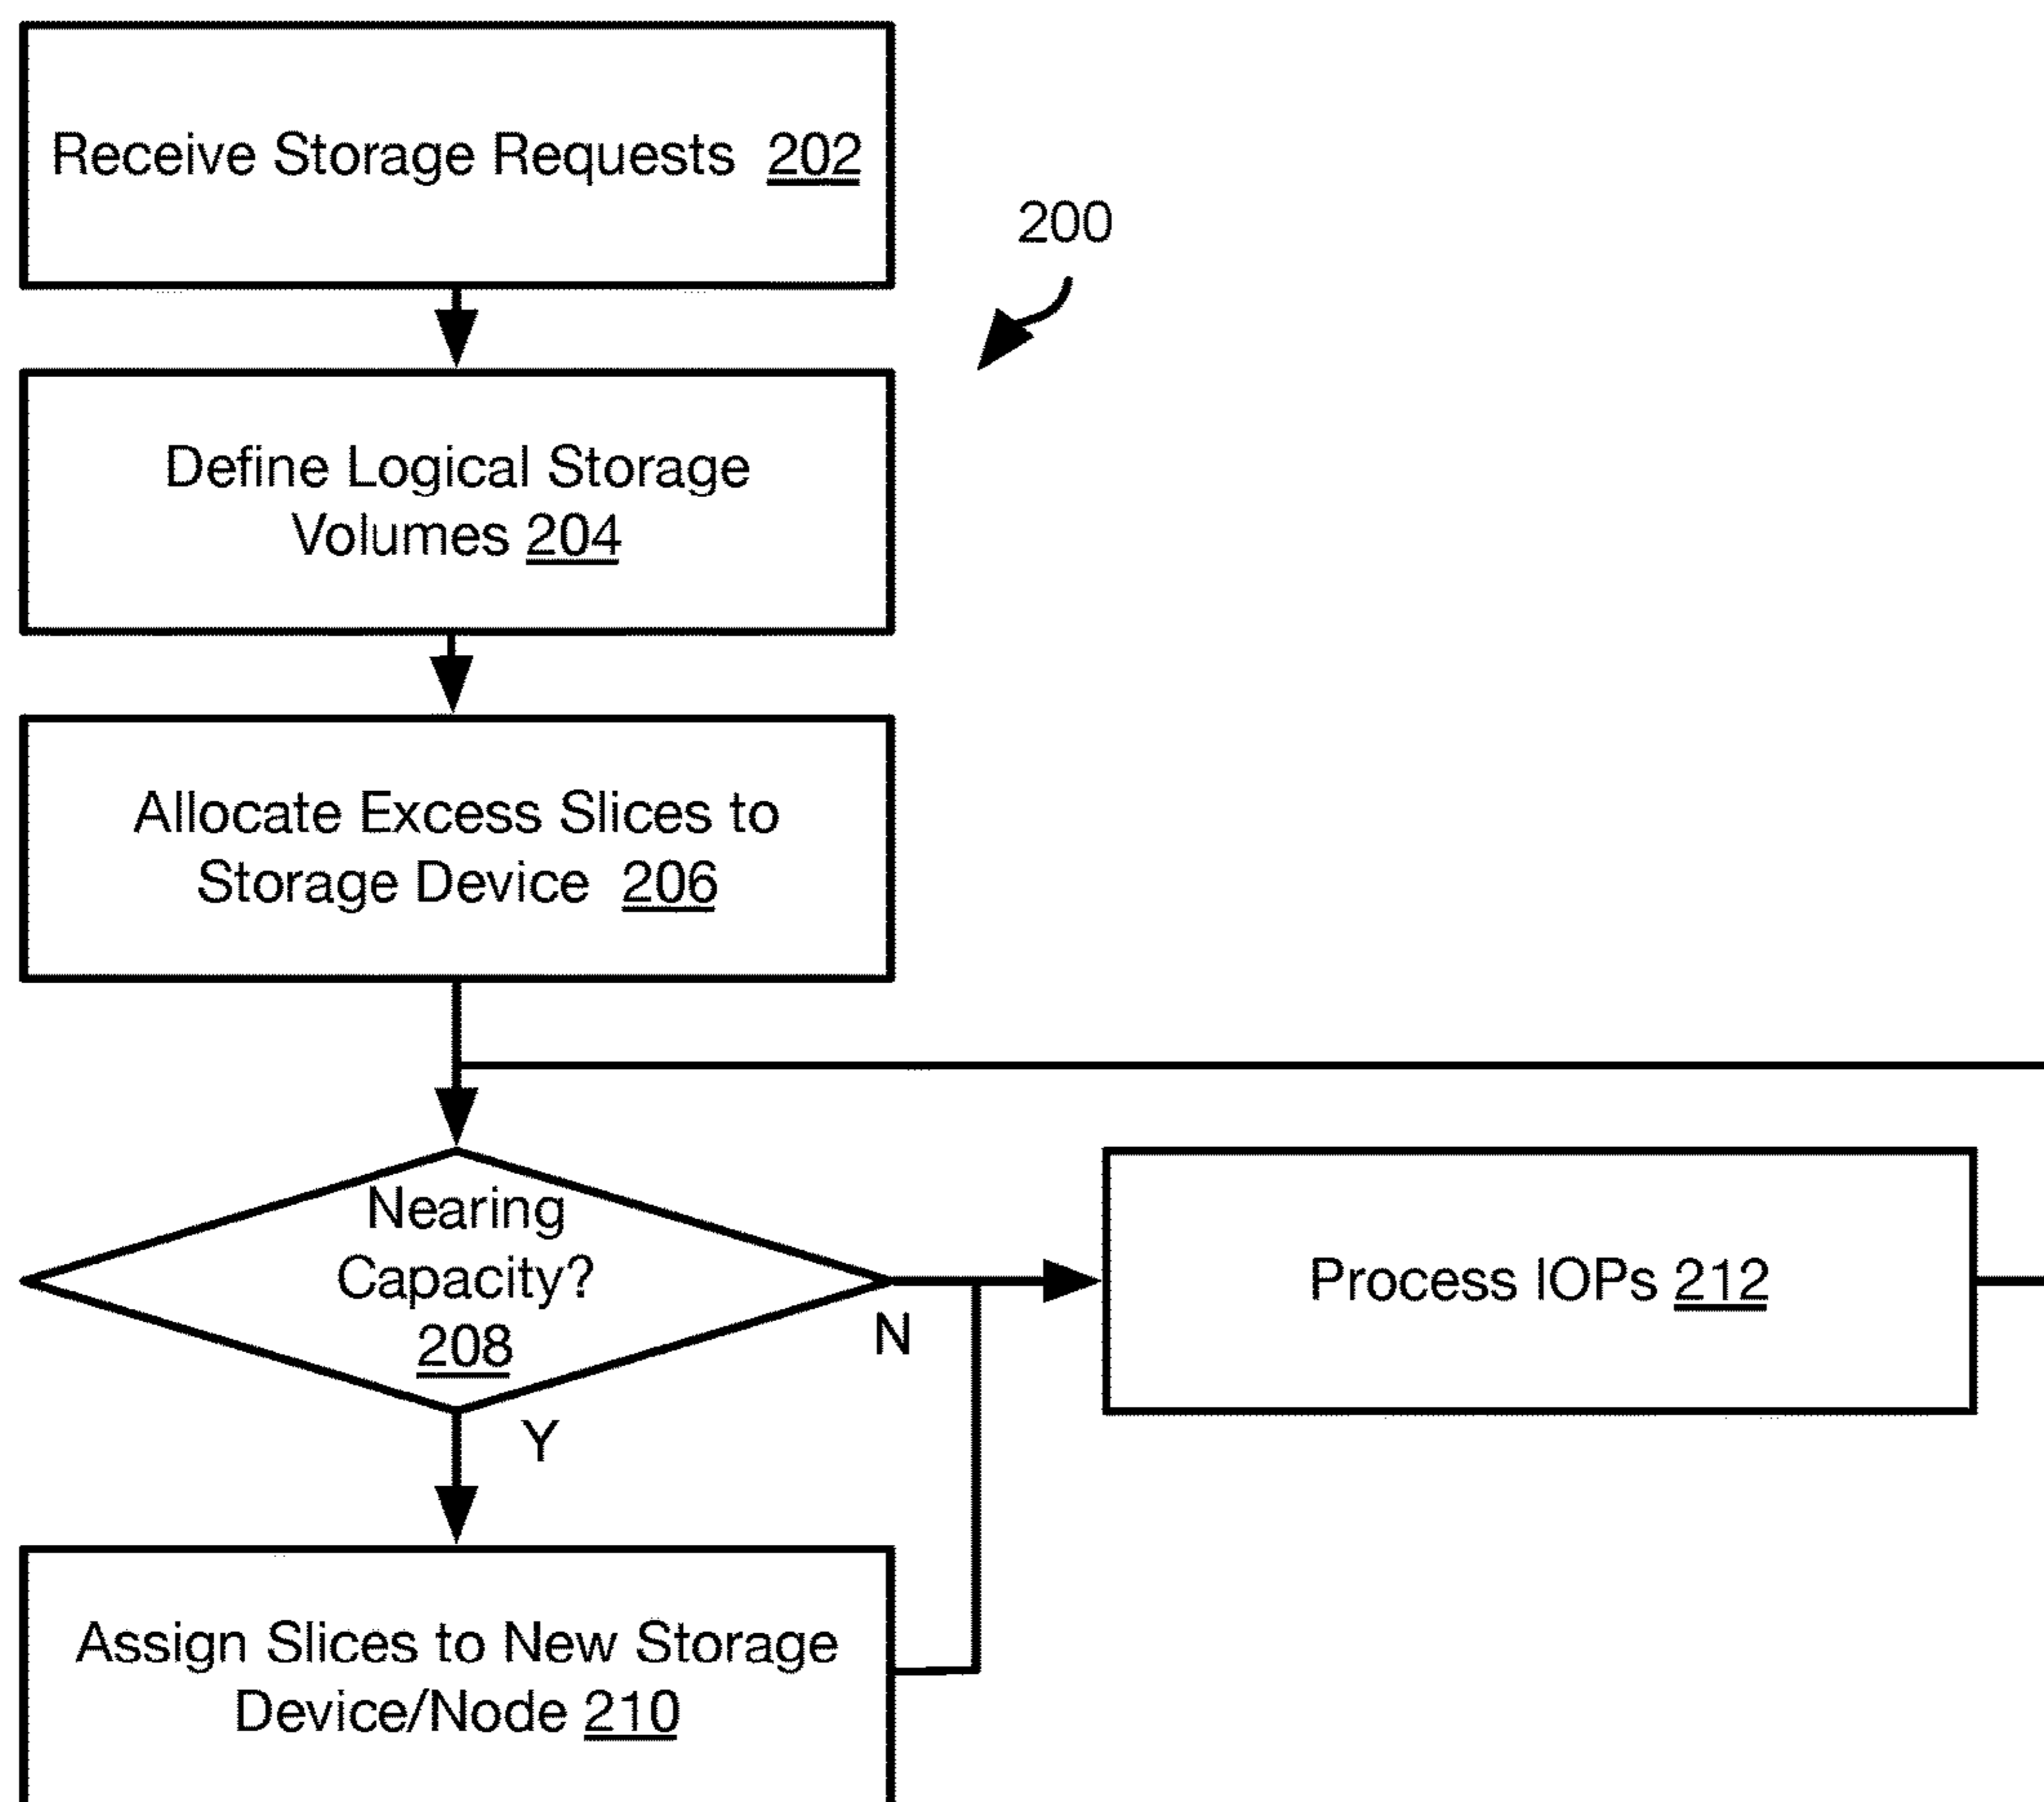 Receive Storage Requests 202
200
Define Logical Storage
Volumes 204
Allocate Excess Slices to
Storage Device 206
Nearing
Capacity?
208
N
Process IOPs 212
Y
Assign Slices to New Storage
Device/Node 210